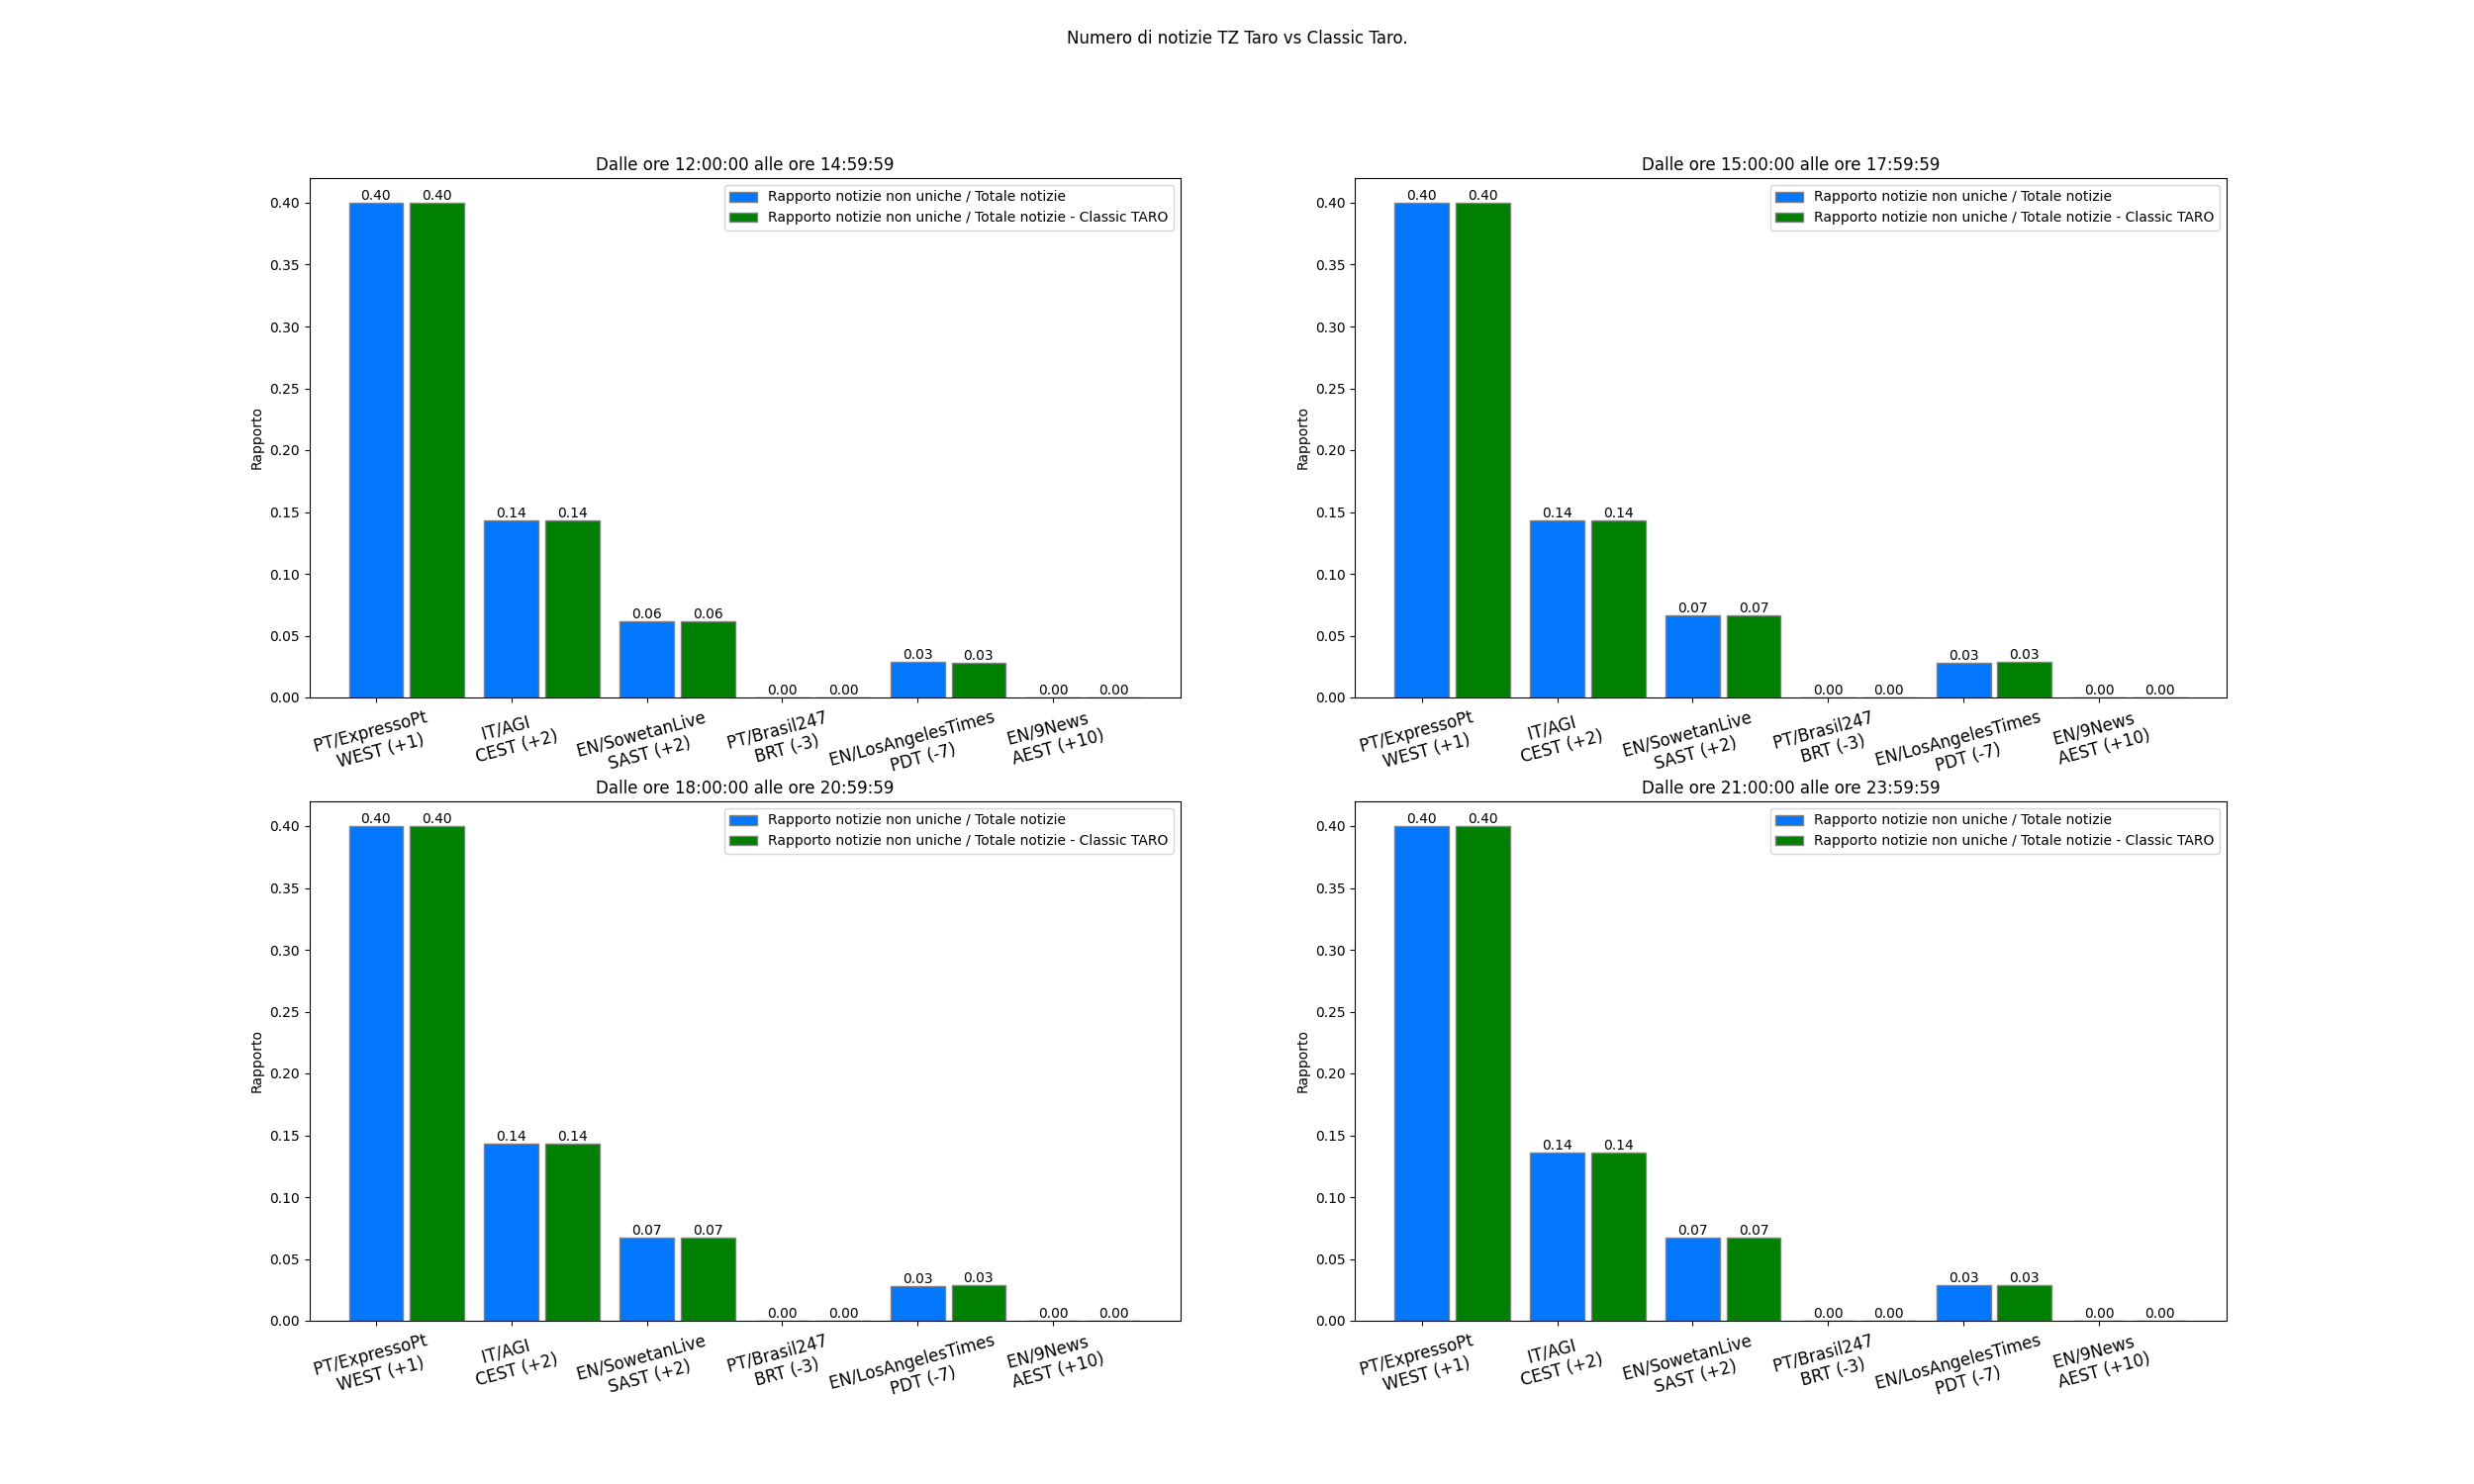 Numero di notizie TZ Taro vs Classic Taro.
Dalle ore 12:00:00 alle ore 14:59:59
Rapporto notizie non uniche / Totale notizie
Rapporto notizie non uniche / Totale notizie - Classic TARO
Rapporto
0.40
0.35
0.30
0.25
0.20
0.15
0.10
0.05
0.00
0.40 0.40
0.14 0.14
0.06 0.06
0.00 0.00
0.03 0.03
0.00 0.00
PT/ExpressoPt
WEST (+1)
IT/AGI
CEST (+2)
EN/SowetanLive
SAST (+2)
PT/Brasil247
BRT (-3)
EN/LosAngelesTimes
PDT (-7)
EN/9News
AEST (+10)
Dalle ore 15:00:00 alle ore 17:59:59
Rapporto notizie non uniche / Totale notizie
Rapporto notizie non uniche / Totale notizie - Classic TARO
Rapporto
0.40
0.35
0.30
0.25
0.20
0.15
0.10
0.05
0.00
0.40 0.40
0.14 0.14
0.07 0.07
0.00 0.00
0.03 0.03
0.00 0.00
PT/ExpressoPt
WEST (+1)
IT/AGI
CEST (+2)
EN/SowetanLive
SAST (+2)
PT/Brasil247
BRT (-3)
EN/LosAngelesTimes
PDT (-7)
EN/9News
AEST (+10)
Dalle ore 18:00:00 alle ore 20:59:59
Rapporto notizie non uniche / Totale notizie
Rapporto notizie non uniche / Totale notizie - Classic TARO
Rapporto
0.40
0.35
0.30
0.25
0.20
0.15
0.10
0.05
0.00
0.40 0.40
0.14 0.14
0.07 0.07
0.00 0.00
0.03 0.03
0.00 0.00
PT/ExpressoPt
WEST (+1)
IT/AGI
CEST (+2)
EN/SowetanLive
SAST (+2)
PT/Brasil247
BRT (-3)
EN/LosAngelesTimes
PDT (-7)
EN/9News
AEST (+10)
Dalle ore 21:00:00 alle ore 23:59:59
Rapporto notizie non uniche / Totale notizie
Rapporto notizie non uniche / Totale notizie - Classic TARO
Rapporto
0.40
0.35
0.30
0.25
0.20
0.15
0.10
0.05
0.00
0.40 0.40
0.14 0.14
0.07 0.07
0.00 0.00
0.03 0.03
0.00 0.00
PT/ExpressoPt
WEST (+1)
IT/AGI
CEST (+2)
EN/SowetanLive
SAST (+2)
PT/Brasil247
BRT (-3)
EN/LosAngelesTimes
PDT (-7)
EN/9News
AEST (+10)